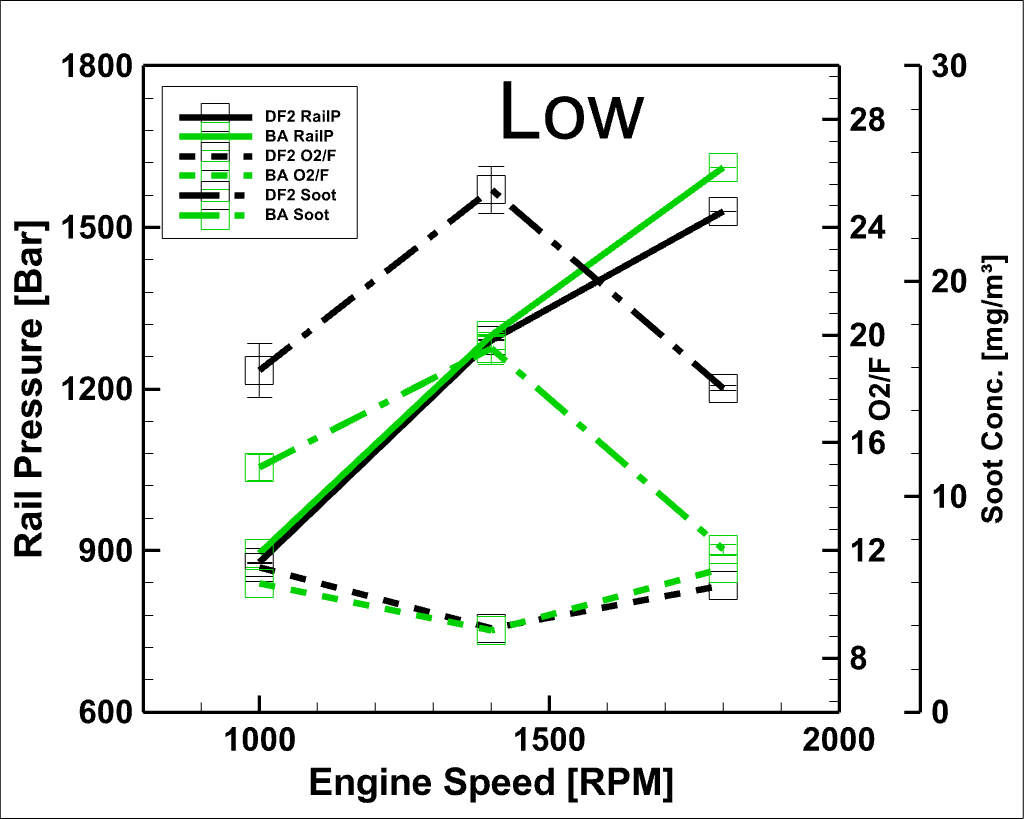 Low
DF2 RailP
BA RailP
DF2 O2/F
BA O2/F
DF2 Soot
BA Soot
1800
1500
1200
900
600
Rail Pressure [Bar]
1000
1500
2000
Engine Speed [RPM]
28
24
20
16
12
8
O2/F
30
20
10
0
Soot Conc. [mg/m³]